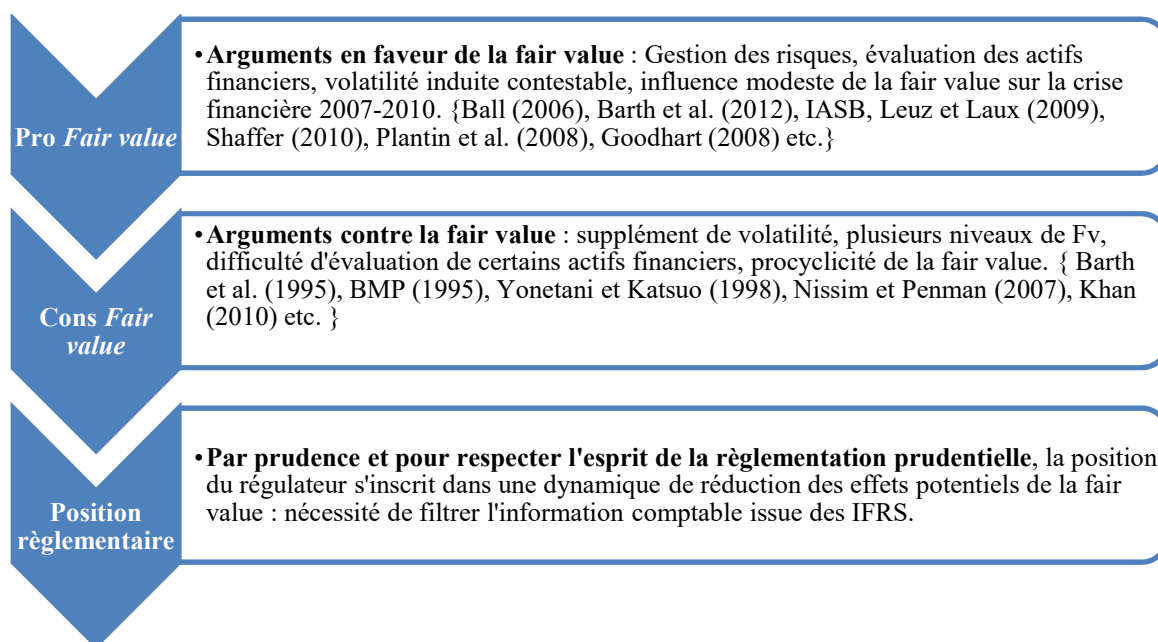 Pro Fair value
•Arguments en faveur de la fair value : Gestion des risques, évaluation des actifs
financiers, volatilité induite contestable, influence modeste de la fair value sur la crise
financière 2007-2010. {Ball (2006), Barth et al. (2012), IASB, Leuz et Laux (2009),
Shaffer (2010), Plantin et al. (2008), Goodhart (2008) etc.}
Cons Fair
value
•Arguments contre la fair value : supplément de volatilité, plusieurs niveaux de Fv,
difficulté d'évaluation de certains actifs financiers, procyclicité de la fair value. { Barth
et al. (1995), BMP (1995), Yonetani et Katsuo (1998), Nissim et Penman (2007), Khan
(2010) etc. }
Position
règlementaire
•Par prudence et pour respecter l'esprit de la règlementation prudentielle, la position
du régulateur s'inscrit dans une dynamique de réduction des effets potentiels de la fair
value : nécessité de filtrer l'information comptable issue des IFRS.